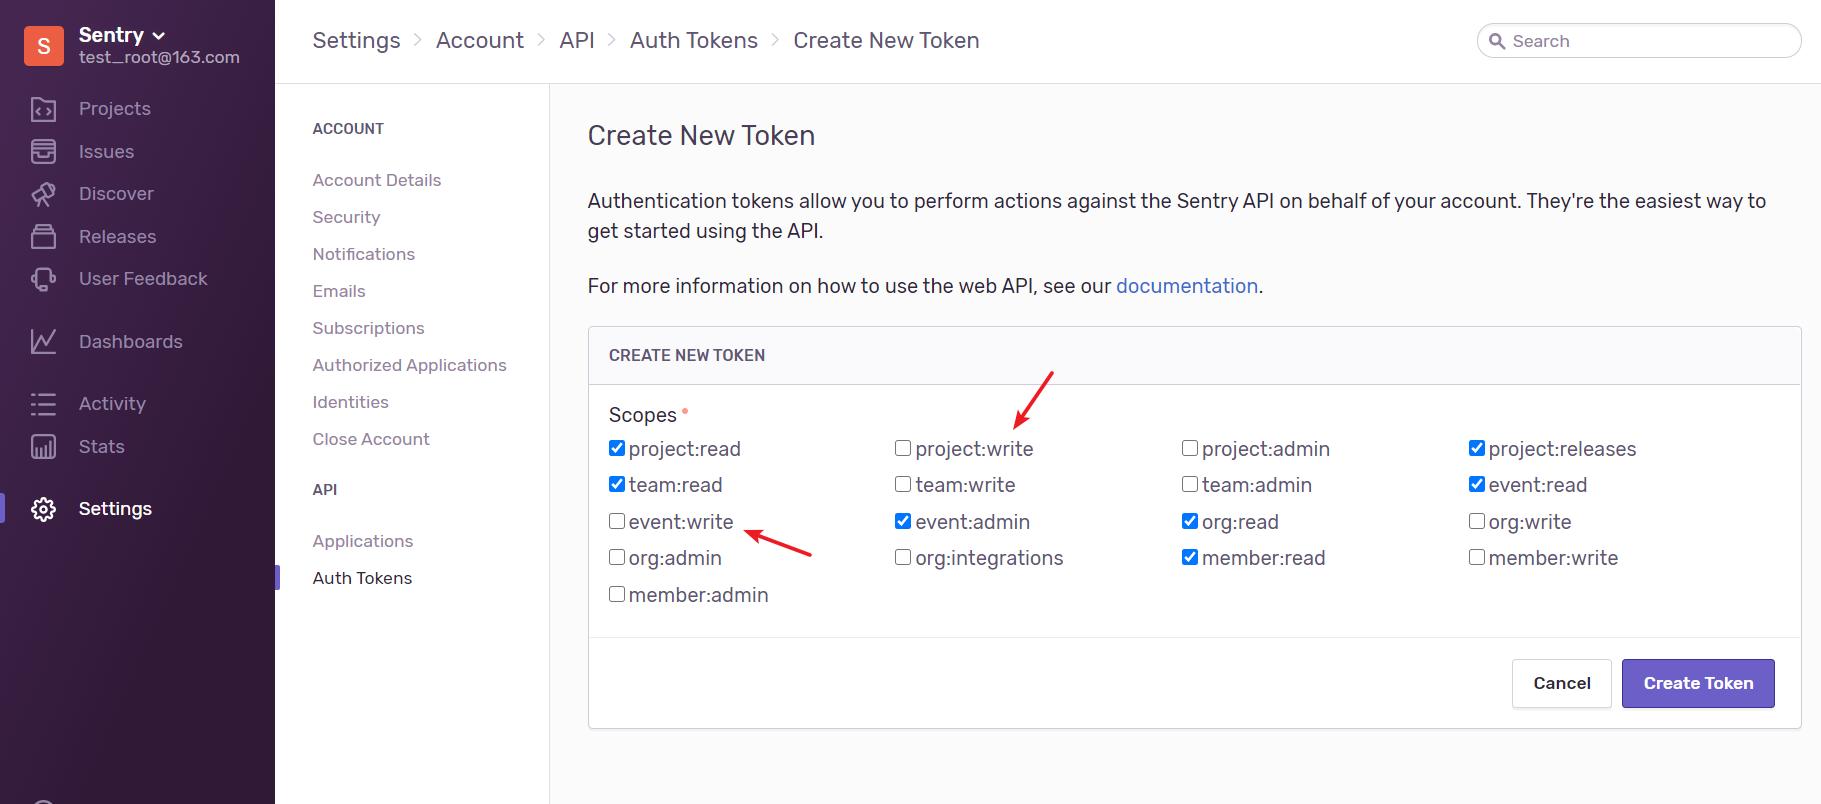 S
Sentry
test_root@163.com
Projects
Issues
Discover
Releases
User Feedback
Dashboards
Activity
Stats
Settings
Settings > Account > API > Auth Tokens > Create New Token
Search
ACCOUNT
Account Details
Security
Notifications
Emails
Subscriptions
Authorized Applications
Identities
Close Account
API
Applications
Auth Tokens
Create New Token
Authentication tokens allow you to perform actions against the Sentry API on behalf of your account. They're the easiest way to
get started using the API.
For more information on how to use the web API, see our documentation.
CREATE NEW TOKEN
Scopes
project:read project:write project:admin project:releases
team:read team:write team:admin event:read
event:write event:admin org:read org:write
org:admin org:integrations member:read member:write
member:admin
Cancel Create Token